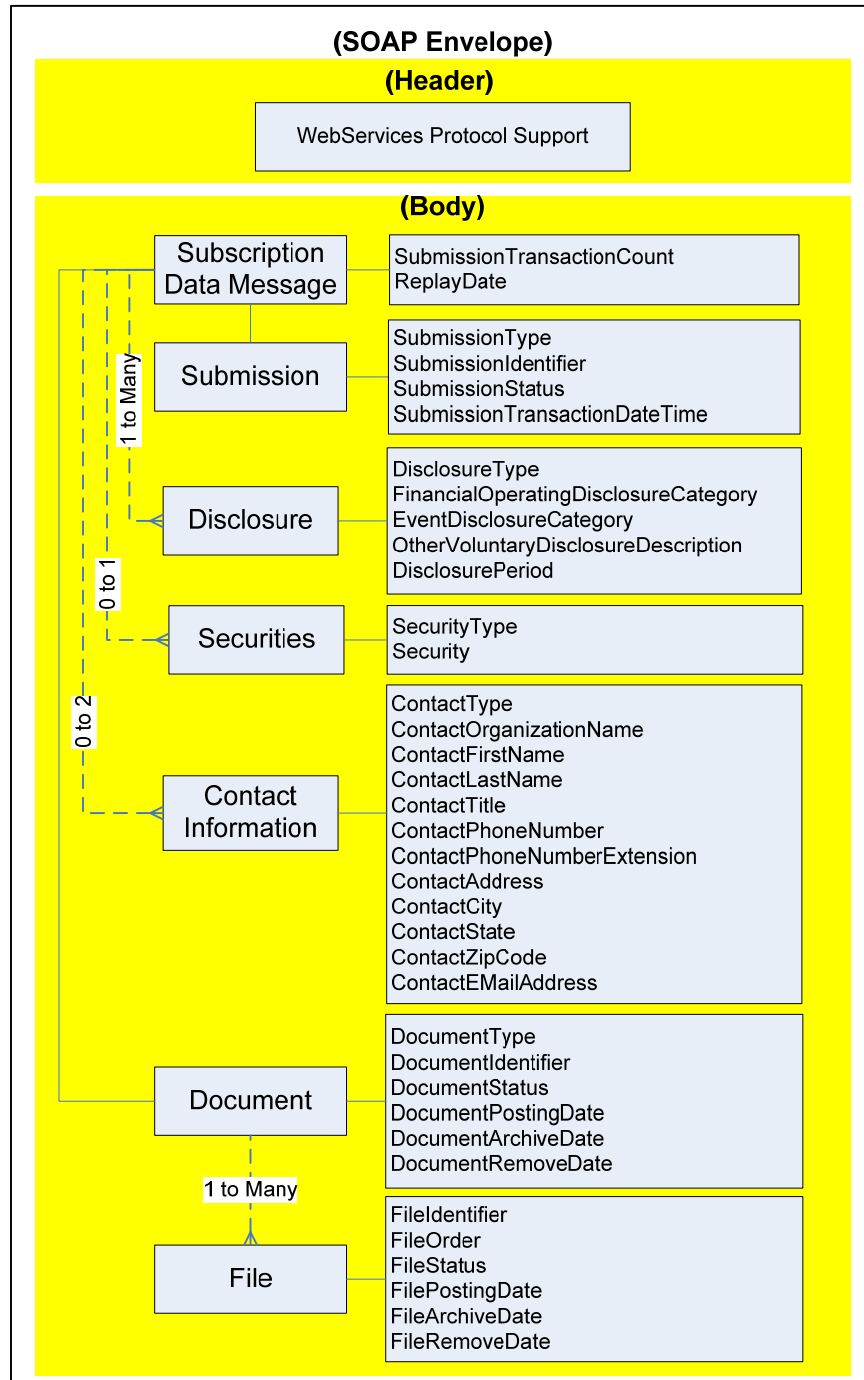 (SOAP Envelope)
(Header)
WebServices Protocol Support
(Body)
Subscription
Data Message
SubmissionTransactionCount
ReplayDate
Submission
SubmissionType
SubmissionIdentifier
SubmissionStatus
SubmissionTransactionDateTime
1 to Many
Disclosure
DisclosureType
FinancialOperatingDisclosureCategory
EventDisclosureCategory
OtherVoluntaryDisclosureDescription
DisclosurePeriod
0 to 1
Securities
SecurityType
Security
0 to 2
Contact
Information
ContactType
ContactOrganizationName
ContactFirstName
ContactLastName
ContactTitle
ContactPhoneNumber
ContactPhoneNumberExtension
ContactAddress
ContactCity
ContactState
ContactZipCode
ContactEMailAddress
Document
DocumentType
DocumentIdentifier
DocumentStatus
DocumentPostingDate
DocumentArchiveDate
DocumentRemoveDate
1 to Many
File
FileIdentifier
FileOrder
FileStatus
FilePostingDate
FileArchiveDate
FileRemoveDate